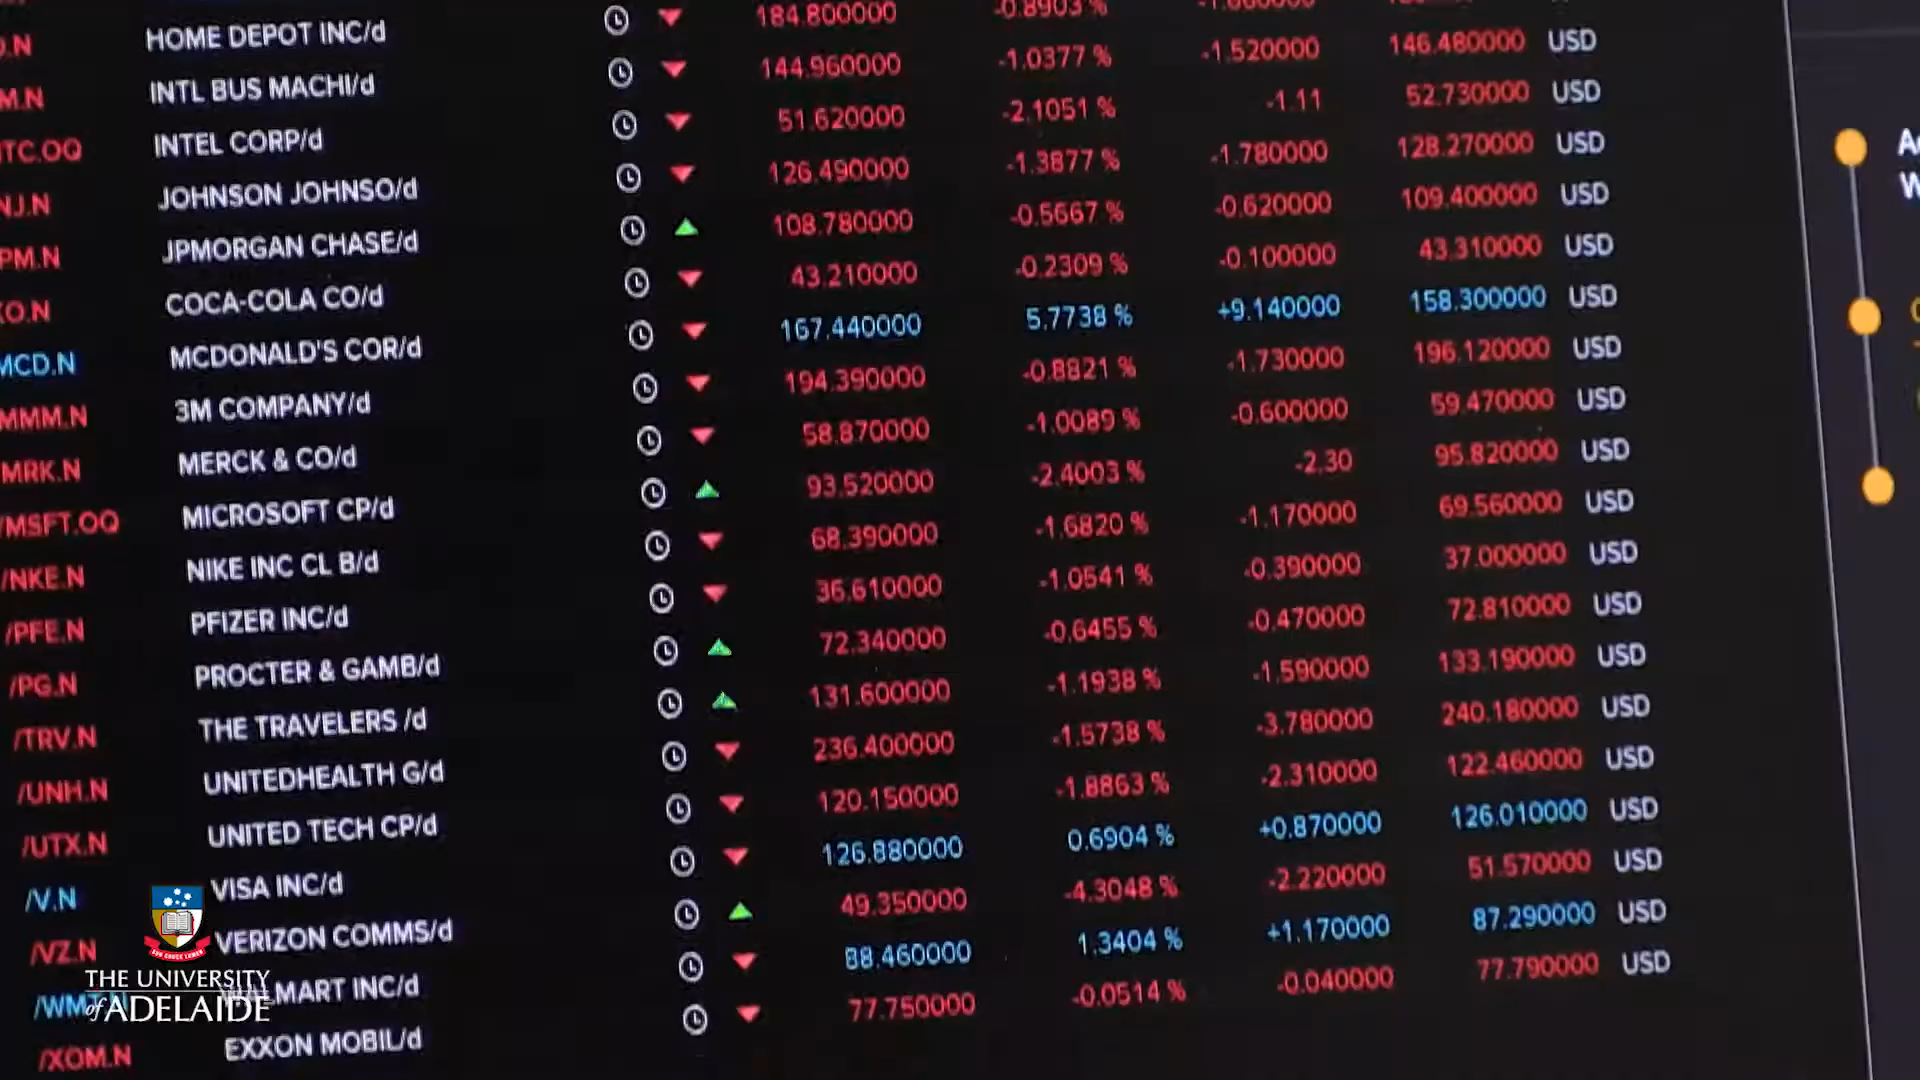 .N HOME DEPOT INC/d 184.800000 -0.8903 %
M.N INTL BUS MACHI/d 144.960000 -1.0377 % -1.520000 146.480000 USD
TC.OQ INTEL CORP/d 51.620000 -2.1051 % -1.11 52.730000 USD
NJ.N JOHNSON JOHNSO/d 126.490000 -1.3877 % -1.780000 128.270000 USD
PM.N JPMORGAN CHASE/d 108.780000 -0.5667 % -0.620000 109.400000 USD
KO.N COCA-COLA CO/d 43.210000 -0.2309 % -0.100000 43.310000 USD
MCD.N MCDONALD'S COR/d 167.440000 5.7738 % +9.140000 158.300000 USD
MMM.N 3M COMPANY/d 194.390000 -0.8821 % -1.730000 196.120000 USD
MRK.N MERCK & CO/d 58.870000 -1.0089 % -0.600000 59.470000 USD
/MSFT.OQ MICROSOFT CP/d 93.520000 -2.4003 % -2.30 95.820000 USD
/NKE.N NIKE INC CL B/d 68.390000 -1.6820 % -1.170000 69.560000 USD
/PFE.N PFIZER INC/d 36.610000 -1.0541 % -0.390000 37.000000 USD
/PG.N PROCTER & GAMB/d 72.340000 -0.6455 % -0.470000 72.810000 USD
/TRV.N THE TRAVELERS /d 131.600000 -1.1938 % -1.590000 133.190000 USD
/UNH.N UNITEDHEALTH G/d 236.400000 -1.5738 % -3.780000 240.180000 USD
/UTX.N UNITED TECH CP/d 120.150000 -1.8863 % -2.310000 122.460000 USD
/V.N VISA INC/d 126.880000 0.6904 % +0.870000 126.010000 USD
/VZ.N VERIZON COMMS/d 49.350000 -4.3048 % -2.220000 51.570000 USD
/WMT.N MART INC/d 88.460000 1.3404 % +1.170000 87.290000 USD
/XOM.N EXXON MOBIL/d 77.750000 -0.0514 % -0.040000 77.790000 USD
THE UNIVERSITY
of ADELAIDE